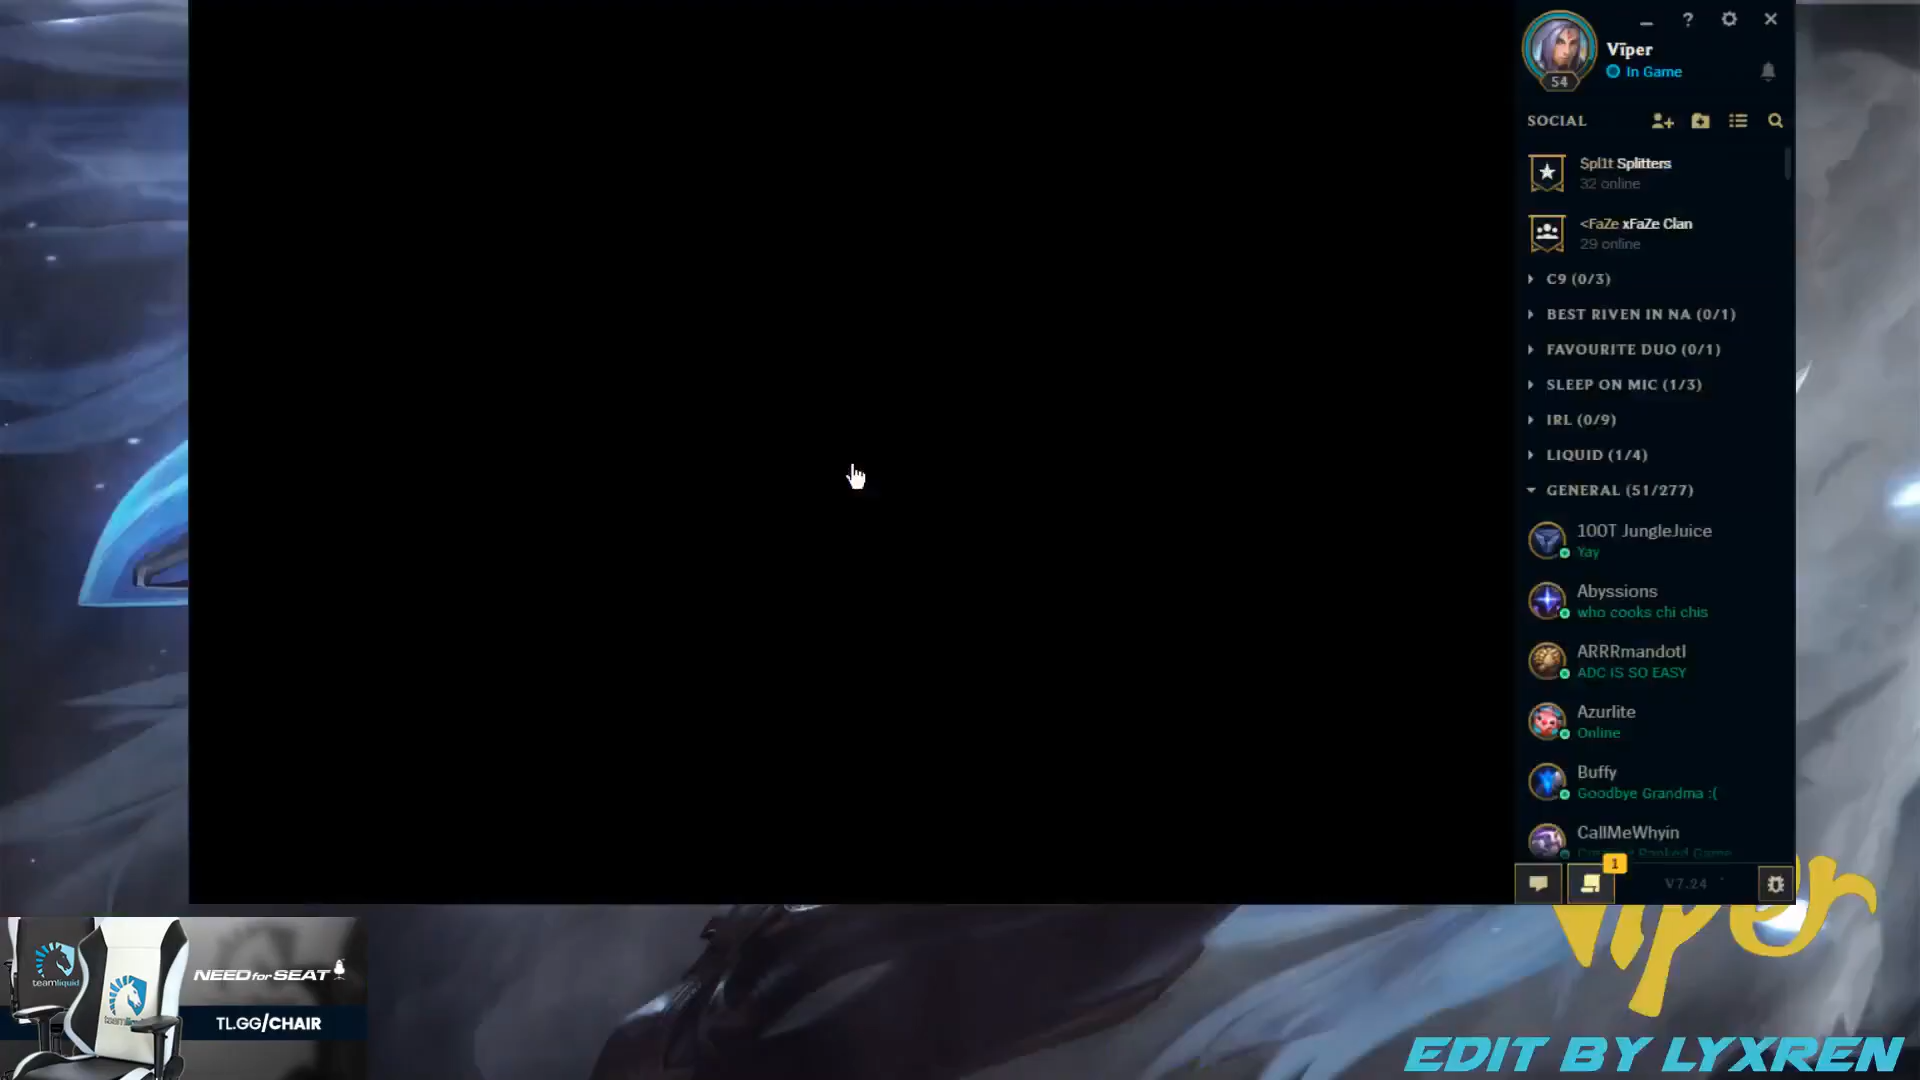 Vīper
54
In Game
SOCIAL
$pl1t Splitters
32 online
<FaZe xFaZe Clan
29 online
C9 (0/3)
BEST RIVEN IN NA (0/1)
FAVOURITE DUO (0/1)
SLEEP ON MIC (1/3)
IRL (0/9)
LIQUID (1/4)
GENERAL (51/277)
100T JungleJuice
Yay
Abyssions
who cooks chi chis
ARRRmandotI
ADC IS SO EASY
Azurlite
Online
Buffy
Goodbye Grandma :(
CallMeWhyin
1
V7.24
Viper
teamliquid
NEED for SEAT
TL.GG/CHAIR
EDIT BY LYXREN